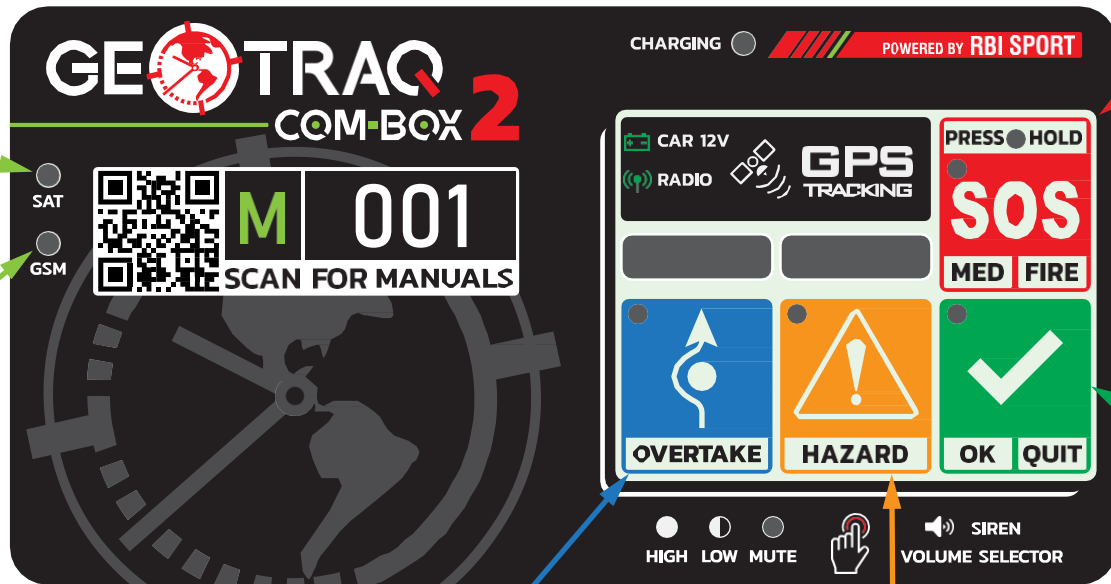 GEOTRAQ
COM-BOX 2
CHARGING
POWERED BY RBI SPORT
SAT
GSM
M 001
SCAN FOR MANUALS
CAR 12V
RADIO
GPS
TRACKING
PRESS HOLD
SOS
MED FIRE
OVERTAKE
HAZARD
OK QUIT
HIGH LOW MUTE
SIREN
VOLUME SELECTOR